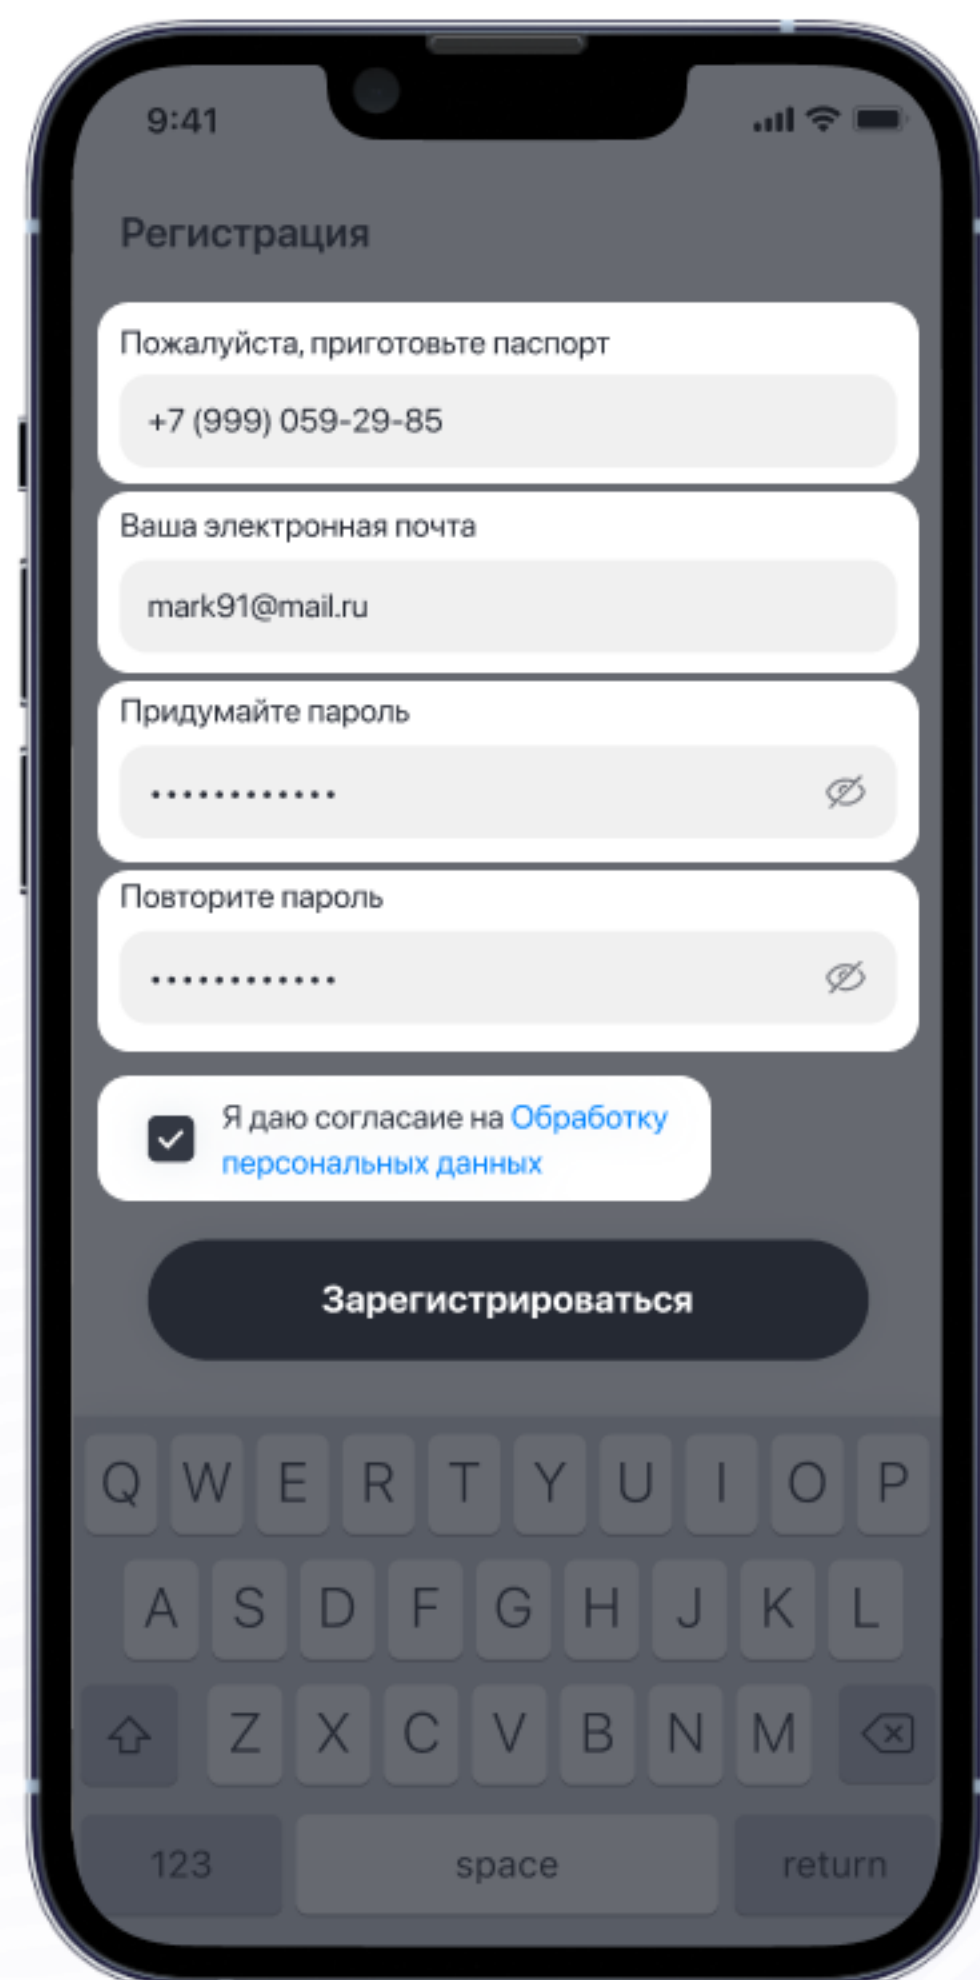 9:41
Регистрация
Пожалуйста, приготовьте паспорт
+7 (999) 059-29-85
Ваша электронная почта
mark91@mail.ru
Придумайте пароль
••••••••••••
Повторите пароль
••••••••••••
Я даю согласаие на Обработку
персональных данных
Зарегистрироваться
Q W E R T Y U I O P
A S D F G H J K L
Z X C V B N M
123 space return